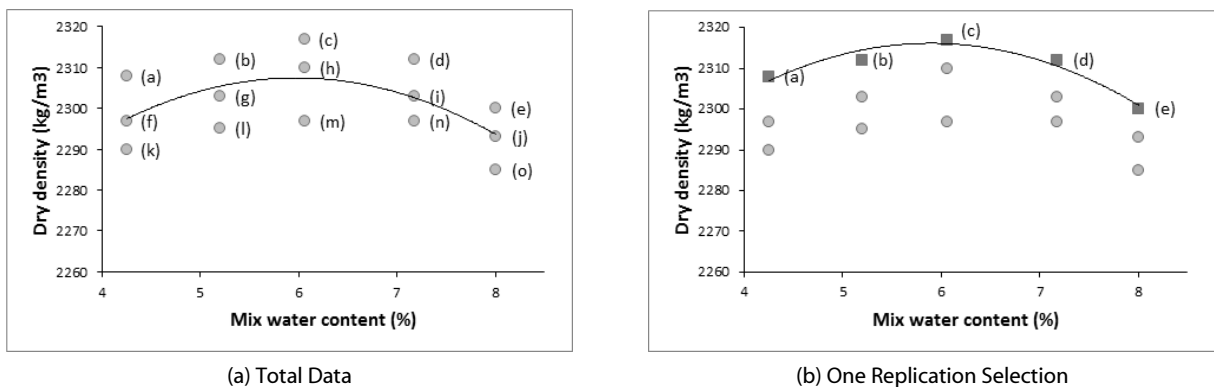 2320
2310
2300
2290
2280
2270
2260
Dry density (kg/m3)
(a)
(b)
(c)
(d)
(e)
(f)
(g)
(h)
(i)
(j)
(k)
(l)
(m)
(n)
(o)
4 5 6 7 8
Mix water content (%)
(a) Total Data
2320
2310
2300
2290
2280
2270
2260
Dry density (kg/m3)
(a)
(b)
(c)
(d)
(e)
4 5 6 7 8
Mix water content (%)
(b) One Replication Selection